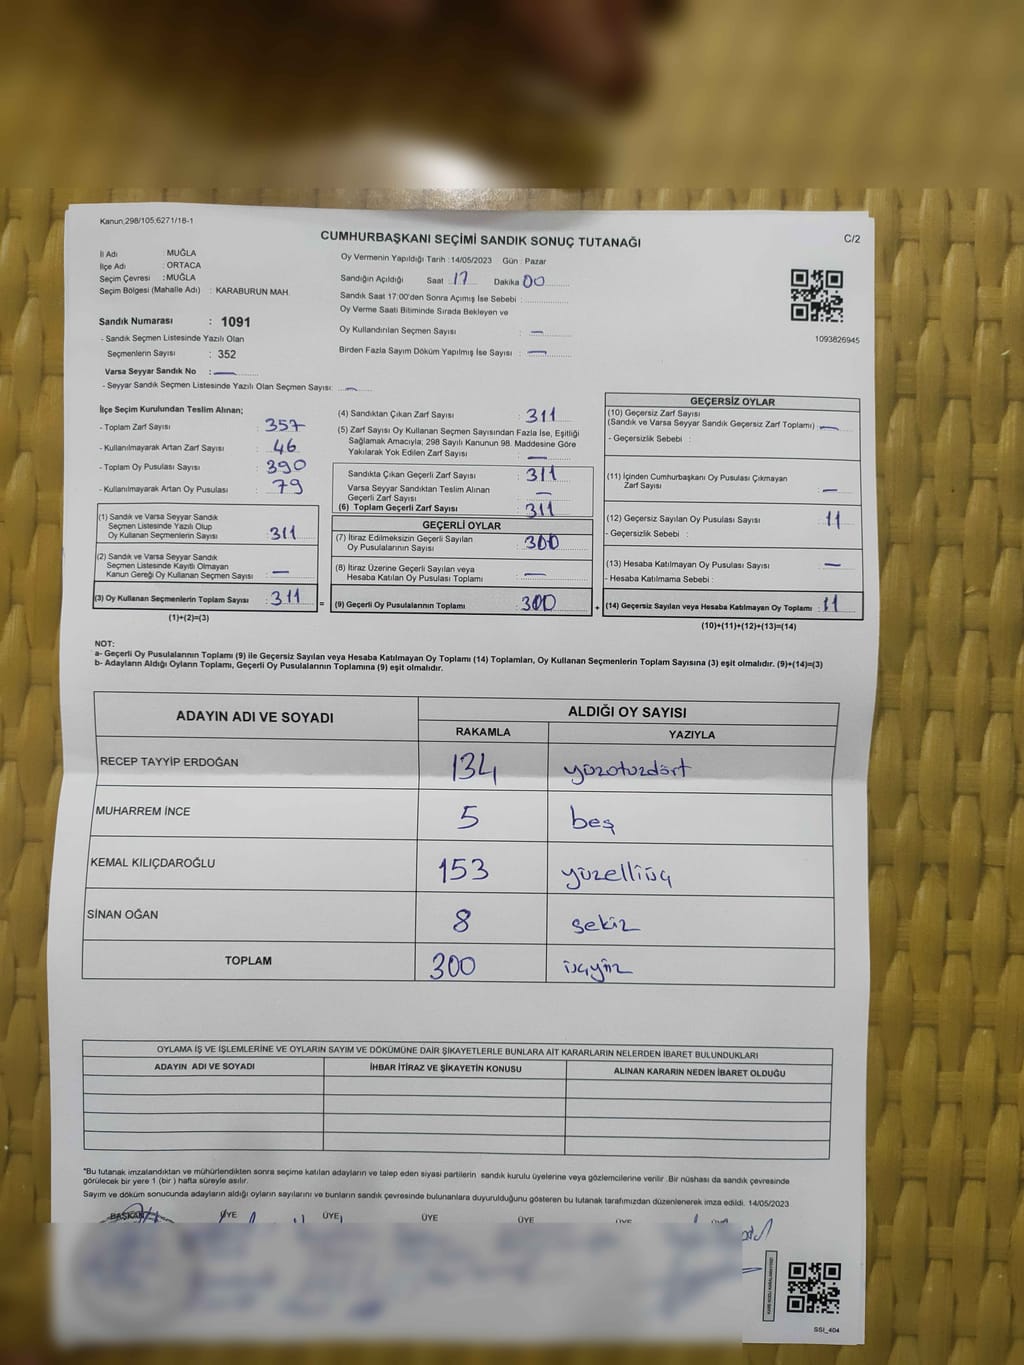 Kanun;298/105;6271/18-1
CUMHURBAŞKANI SEÇİMİ SANDIK SONUÇ TUTANAĞI
C/2
İl Adı : MUĞLA
İlçe Adı : ORTACA
Seçim Çevresi : MUĞLA
Seçim Bölgesi (Mahalle Adı) : KARABURUN MAH.
Sandık Numarası : 1091
- Sandık Seçmen Listesinde Yazılı Olan
Seçmenlerin Sayısı : 352
Varsa Seyyar Sandık No : —
- Seyyar Sandık Seçmen Listesinde Yazılı Olan Seçmen Sayısı: —
Oy Vermenin Yapıldığı Tarih : 14/05/2023 Gün : Pazar
Sandığın Açıldığı Saat 17 Dakika 00
Sandık Saat 17:00'den Sonra Açımış İse Sebebi :
Oy Verme Saati Bitiminde Sırada Bekleyen ve
Oy Kullandırılan Seçmen Sayısı : —
Birden Fazla Sayım Döküm Yapılmış İse Sayısı : —
1093826945
İlçe Seçim Kurulundan Teslim Alınan;
- Toplam Zarf Sayısı : 357
- Kullanılmayarak Artan Zarf Sayısı : 46
- Toplam Oy Pusulası Sayısı : 390
- Kullanılmayarak Artan Oy Pusulası : 79
(1) Sandık ve Varsa Seyyar Sandık
Seçmen Listesinde Yazılı Olup
Oy Kullanan Seçmenlerin Sayısı : 311
(2) Sandık ve Varsa Seyyar Sandık
Seçmen Listesinde Kayıtlı Olmayan
Kanun Gereği Oy Kullanan Seçmen Sayısı : —
(3) Oy Kullanan Seçmenlerin Toplam Sayısı : 311
(1)+(2)=(3)
=
(4) Sandıktan Çıkan Zarf Sayısı : 311
(5) Zarf Sayısı Oy Kullanan Seçmen Sayısından Fazla İse, Eşitliği
Sağlamak Amacıyla; 298 Sayılı Kanunun 98. Maddesine Göre
Yakılarak Yok Edilen Zarf Sayısı : —
Sandıkta Çıkan Geçerli Zarf Sayısı : 311
Varsa Seyyar Sandıktan Teslim Alınan
Geçerli Zarf Sayısı : —
(6) Toplam Geçerli Zarf Sayısı : 311
GEÇERLİ OYLAR
(7) İtiraz Edilmeksizin Geçerli Sayılan
Oy Pusulalarının Sayısı : 300
(8) İtiraz Üzerine Geçerli Sayılan veya
Hesaba Katılan Oy Pusulası Toplamı : —
(9) Geçerli Oy Pusulalarının Toplamı : 300
+
GEÇERSİZ OYLAR
(10) Geçersiz Zarf Sayısı
(Sandık ve Varsa Seyyar Sandık Geçersiz Zarf Toplamı) : —
- Geçersizlik Sebebi :
(11) İçinden Cumhurbaşkanı Oy Pusulası Çıkmayan
Zarf Sayısı : —
(12) Geçersiz Sayılan Oy Pusulası Sayısı : 11
- Geçersizlik Sebebi :
(13) Hesaba Katılmayan Oy Pusulası Sayısı : —
- Hesaba Katılmama Sebebi :
(14) Geçersiz Sayılan veya Hesaba Katılmayan Oy Toplamı : 11
(10)+(11)+(12)+(13)=(14)
NOT:
a- Geçerli Oy Pusulalarının Toplamı (9) ile Geçersiz Sayılan veya Hesaba Katılmayan Oy Toplamı (14) Toplamları, Oy Kullanan Seçmenlerin Toplam Sayısına (3) eşit olmalıdır. (9)+(14)=(3)
b- Adayların Aldığı Oyların Toplamı, Geçerli Oy Pusulalarının Toplamına (9) eşit olmalıdır.
ADAYIN ADI VE SOYADI
ALDIĞI OY SAYISI
RAKAMLA YAZIYLA
RECEP TAYYİP ERDOĞAN 134 yüzotuzdört
MUHARREM İNCE 5 beş
KEMAL KILIÇDAROĞLU 153 yüzelliüç
SİNAN OĞAN 8 sekiz
TOPLAM 300 üçyüz
OYLAMA İŞ VE İŞLEMLERİNE VE OYLARIN SAYIM VE DÖKÜMÜNE DAİR ŞİKAYETLERLE BUNLARA AİT KARARLARIN NELERDEN İBARET BULUNDUKLARI
ADAYIN ADI VE SOYADI İHBAR İTİRAZ VE ŞİKAYETİN KONUSU ALINAN KARARIN NEDEN İBARET OLDUĞU
*Bu tutanak imzalandıktan ve mühürlendikten sonra seçime katılan adayların ve talep eden siyasi partilerin sandık kurulu üyelerine veya gözlemcilerine verilir. Bir nüshası da sandık çevresinde
görülecek bir yere 1 (bir ) hafta süreyle asılır.
Sayım ve döküm sonucunda adayların aldığı oyların sayılarını ve bunların sandık çevresinde bulunanlara duyurulduğunu gösteren bu tutanak tarafımızdan düzenlenerek imza edildi. 14/05/2023
BAŞKAN ÜYE ÜYE ÜYE ÜYE ÜYE ÜYE
SSI_404